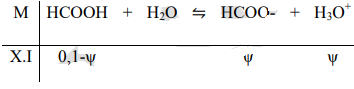 M HCOOH + H₂O ⇋ HCOO- + H₃O⁺
X.I 0,1-ψ ψ ψ